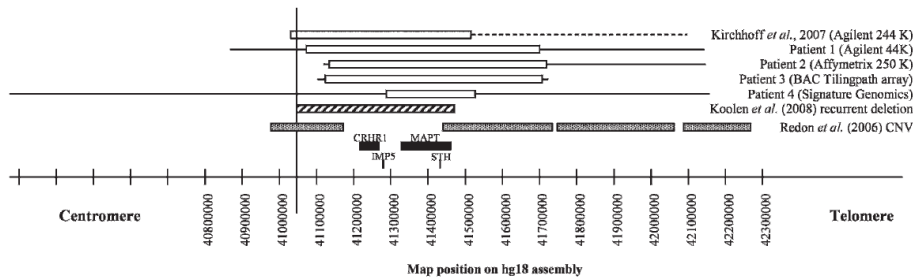 Kirchhoff et al., 2007 (Agilent 244 K)
Patient 1 (Agilent 44K)
Patient 2 (Affymetrix 250 K)
Patient 3 (BAC Tilingpath array)
Patient 4 (Signature Genomics)
Koolen et al. (2008) recurrent deletion
Redon et al. (2006) CNV
CRHR1
MAPT
IMP5
STH
Centromere
Telomere
40800000
40900000
41000000
41100000
41200000
41300000
41400000
41500000
41600000
41700000
41800000
41900000
42000000
42100000
42200000
42300000
Map position on hg18 assembly